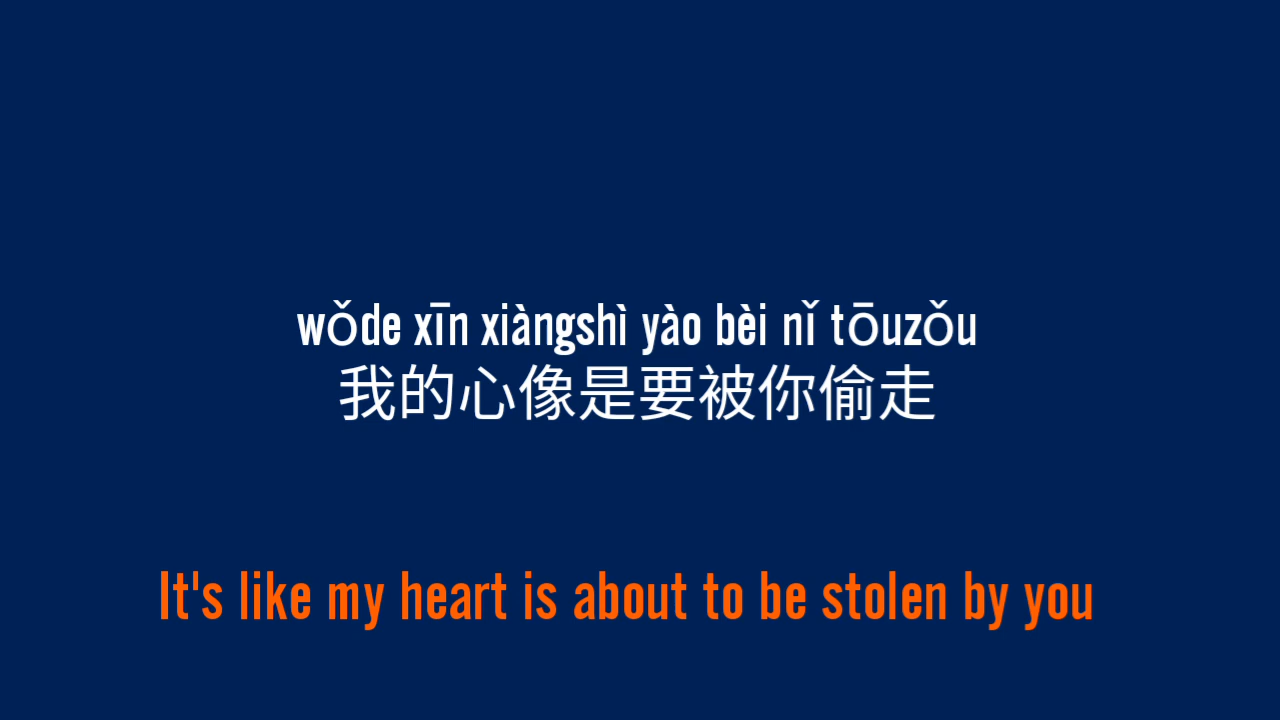 wǒde xīn xiàngshì yào bèi nǐ tōuzǒu
我的心像是要被你偷走
It's like my heart is about to be stolen by you